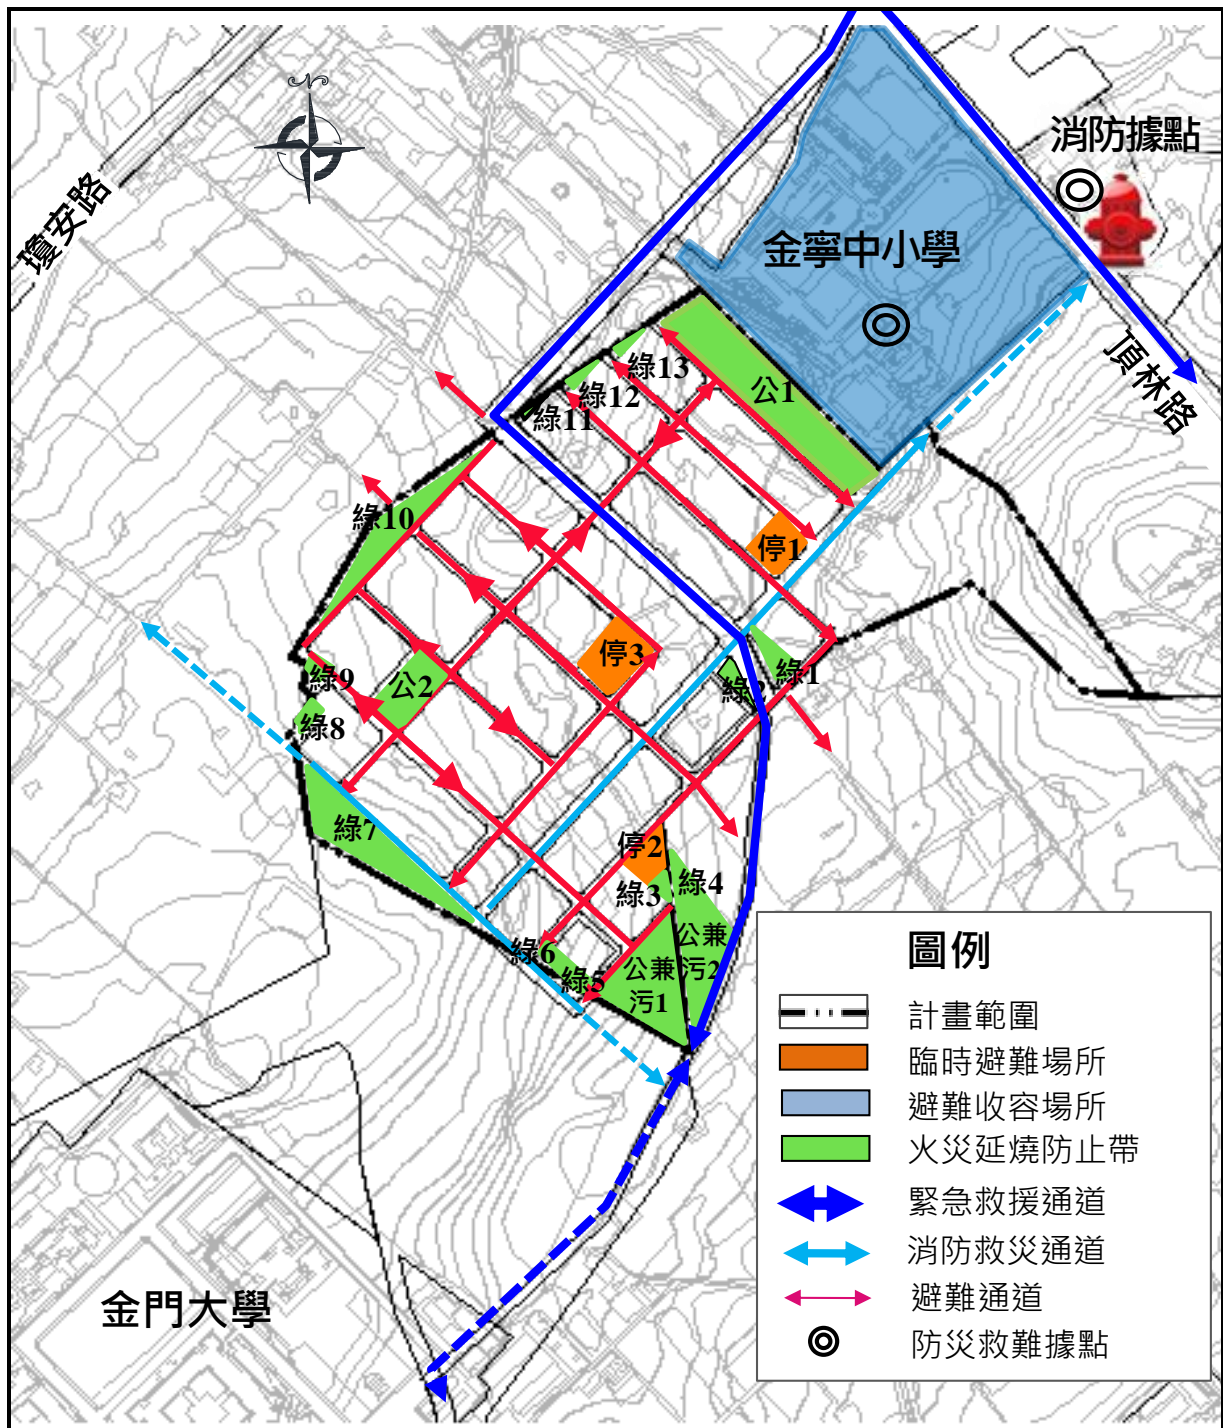 消防據點
瓊安路
金寧中小學
頂林路
綠13
公1
綠12
綠11
綠10
停1
停3
綠1
綠9
公2
綠2
綠8
綠7
停2
綠3
綠4
公兼
污2
綠6
綠5
公兼
污1
金門大學
圖例
計畫範圍
臨時避難場所
避難收容場所
火災延燒防止帶
緊急救援通道
消防救災通道
避難通道
防災救難據點